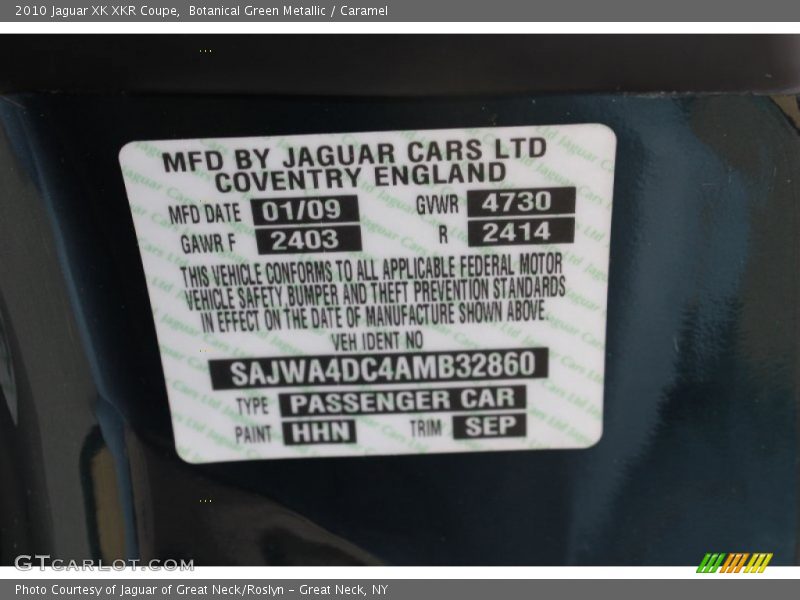 2010 Jaguar XK XKR Coupe,  Botanical Green Metallic / Caramel
MFD BY JAGUAR CARS LTD
COVENTRY ENGLAND
MFD DATE 01/09 GVWR 4730
GAWR F 2403 R 2414
THIS VEHICLE CONFORMS TO ALL APPLICABLE FEDERAL MOTOR
VEHICLE SAFETY, BUMPER AND THEFT PREVENTION STANDARDS
IN EFFECT ON THE DATE OF MANUFACTURE SHOWN ABOVE.
VEH IDENT NO
SAJWA4DC4AMB32860
TYPE PASSENGER CAR
PAINT HHN TRIM SEP
GTCARLOT.COM
Photo Courtesy of Jaguar of Great Neck/Roslyn – Great Neck, NY